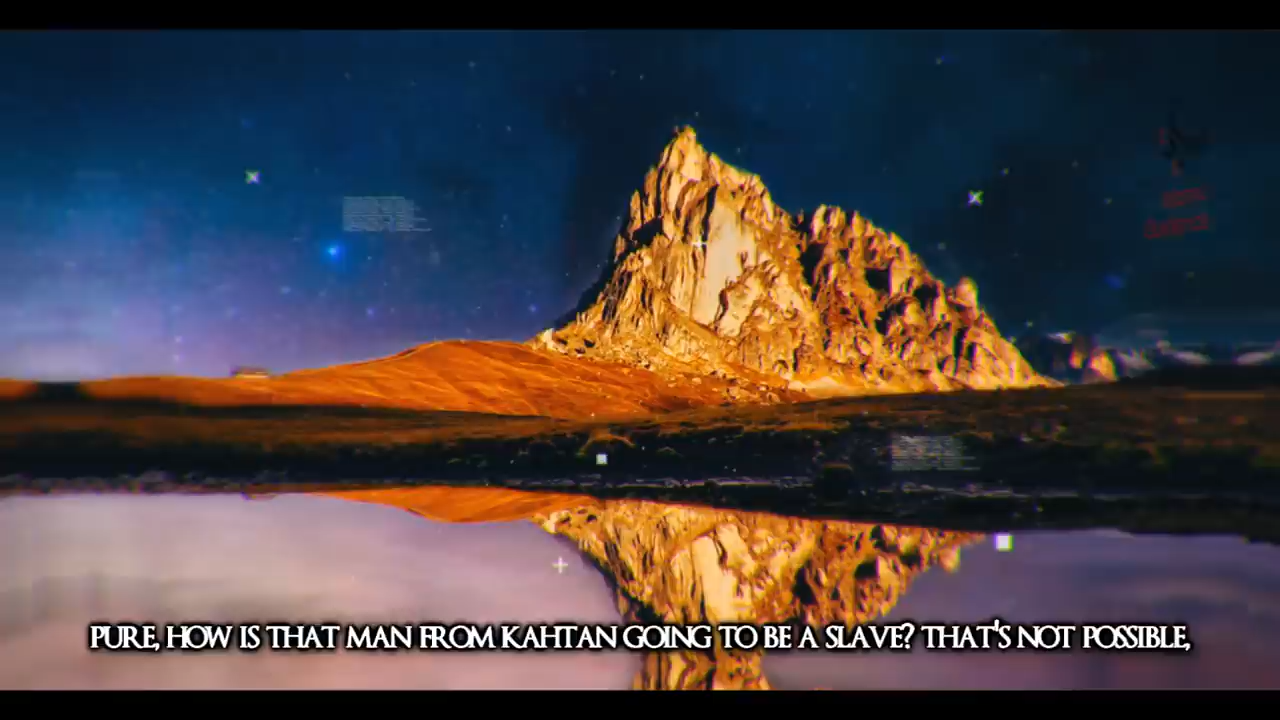 PURE, HOW IS THAT MAN FROM KAHTAN GOING TO BE A SLAVE? THAT'S NOT POSSIBLE,